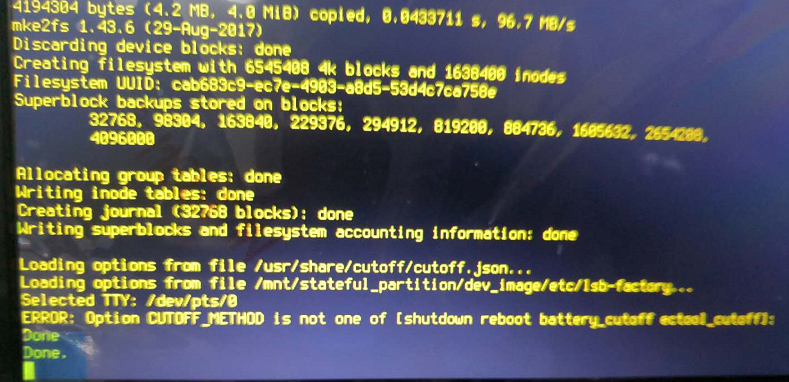 4194304 bytes (4.2 MB, 4.0 MiB) copied, 0.0433711 s, 96.7 MB/s
mke2fs 1.43.6 (29-Aug-2017)
Discarding device blocks: done
Creating filesystem with 6545408 4k blocks and 1638400 inodes
Filesystem UUID: cab683c9-ec7e-4903-a8d5-53d4c7ca758e
Superblock backups stored on blocks:
32768, 98304, 163840, 229376, 294912, 819200, 884736, 1605632, 2654208,
4096000
Allocating group tables: done
Writing inode tables: done
Creating journal (32768 blocks): done
Writing superblocks and filesystem accounting information: done
Loading options from file /usr/share/cutoff/cutoff.json...
Loading options from file /mnt/stateful_partition/dev_image/etc/lsb-factory...
Selected TTY: /dev/pts/0
ERROR: Option CUTOFF_METHOD is not one of [shutdown reboot battery_cutoff ectool_cutoff]:
Done
Done.